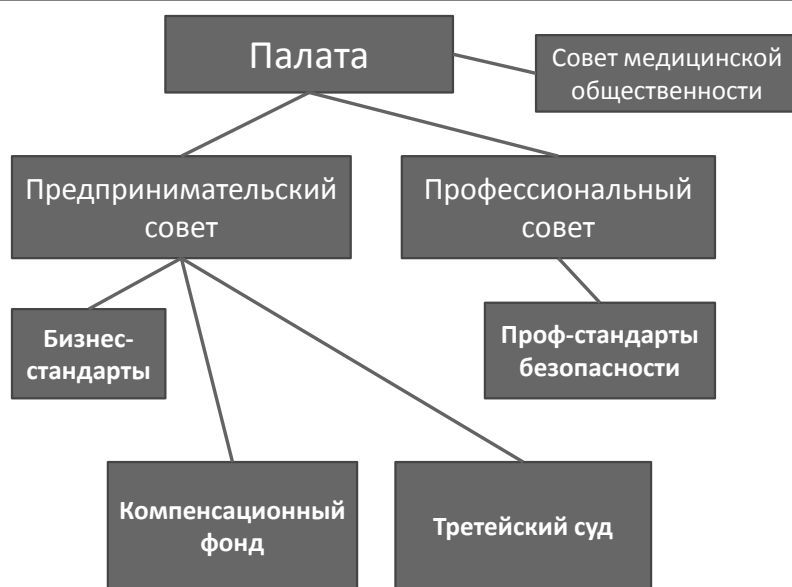 Палата
Совет медицинской
общественности
Предпринимательский
совет
Профессиональный
совет
Бизнес-
стандарты
Проф-стандарты
безопасности
Компенсационный
фонд
Третейский суд